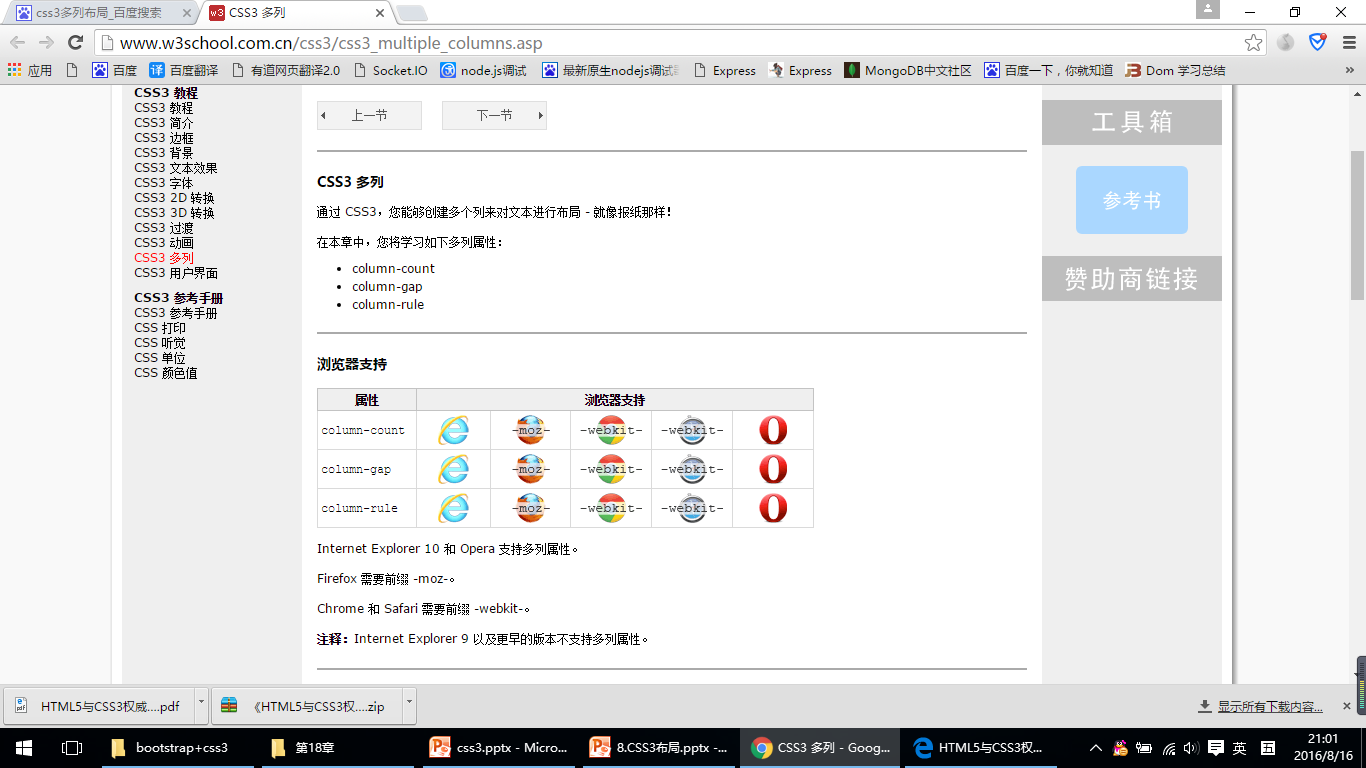 css3多列布局_百度搜索
CSS3 多列
www.w3school.com.cn/css3/css3_multiple_columns.asp
应用
百度
百度翻译
有道网页翻译2.0
Socket.IO
node.js调试
最新原生nodejs调试
Express
Express
MongoDB中文社区
百度一下，你就知道
Dom 学习总结
»
CSS3 教程
CSS3 教程
CSS3 简介
CSS3 边框
CSS3 背景
CSS3 文本效果
CSS3 字体
CSS3 2D 转换
CSS3 3D 转换
CSS3 过渡
CSS3 动画
CSS3 多列
CSS3 用户界面
CSS3 参考手册
CSS3 参考手册
CSS 打印
CSS 听觉
CSS 单位
CSS 颜色值
上一节
下一节
CSS3 多列
通过 CSS3，您能够创建多个列来对文本进行布局 - 就像报纸那样！
在本章中，您将学习如下多列属性：
• column-count
• column-gap
• column-rule
浏览器支持
属性 浏览器支持
column-count -moz- -webkit- -webkit-
column-gap -moz- -webkit- -webkit-
column-rule -moz- -webkit- -webkit-
Internet Explorer 10 和 Opera 支持多列属性。
Firefox 需要前缀 -moz-。
Chrome 和 Safari 需要前缀 -webkit-。
注释：Internet Explorer 9 以及更早的版本不支持多列属性。
工具箱
参考书
赞助商链接
HTML5与CSS3权威....pdf
《HTML5与CSS3权....zip
显示所有下载内容...
bootstrap+css3
第18章
css3.pptx - Micro...
8.CSS3布局.pptx -...
CSS3 多列 - Goog...
HTML5与CSS3权...
英
五
21:01
2016/8/16